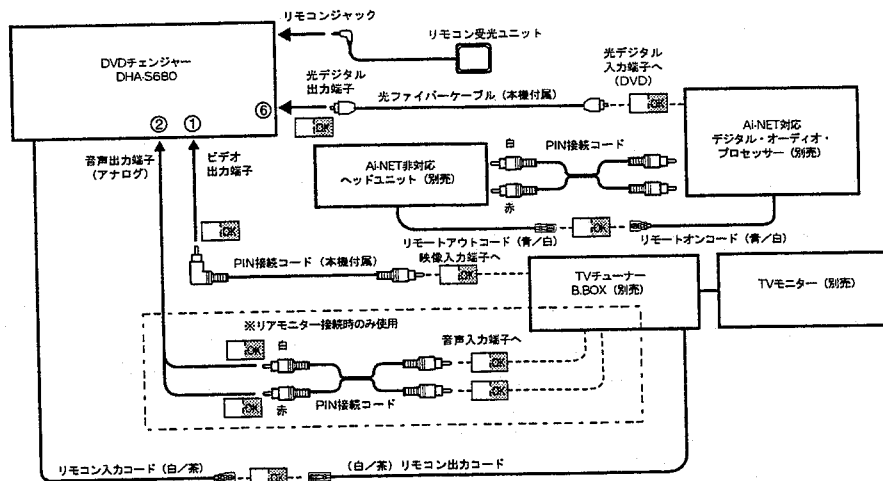 リモコンジャック
リモコン受光ユニット
DVDチェンジャー
DHA-S680
光デジタル
出力端子
光デジタル
入力端子へ
(DVD)
光ファイバーケーブル（本機付属）
OK
OK
⑥
②
①
音声出力端子
(アナログ)
ビデオ
出力端子
白
PIN接続コード
Ai-NET対応
デジタル・オーディオ・
プロセッサー（別売）
Ai-NET非対応
ヘッドユニット（別売）
赤
OK
OK
リモートアウトコード（青／白）
リモートオンコード（青／白）
PIN接続コード（本機付属）
映像入力端子へ
OK
TVチューナー
B.BOX（別売）
TVモニター（別売）
※リアモニター接続時のみ使用
OK
白
音声入力端子へ
OK
OK
OK
赤
PIN接続コード
リモコン入力コード（白／茶）
OK
（白／茶）リモコン出力コード